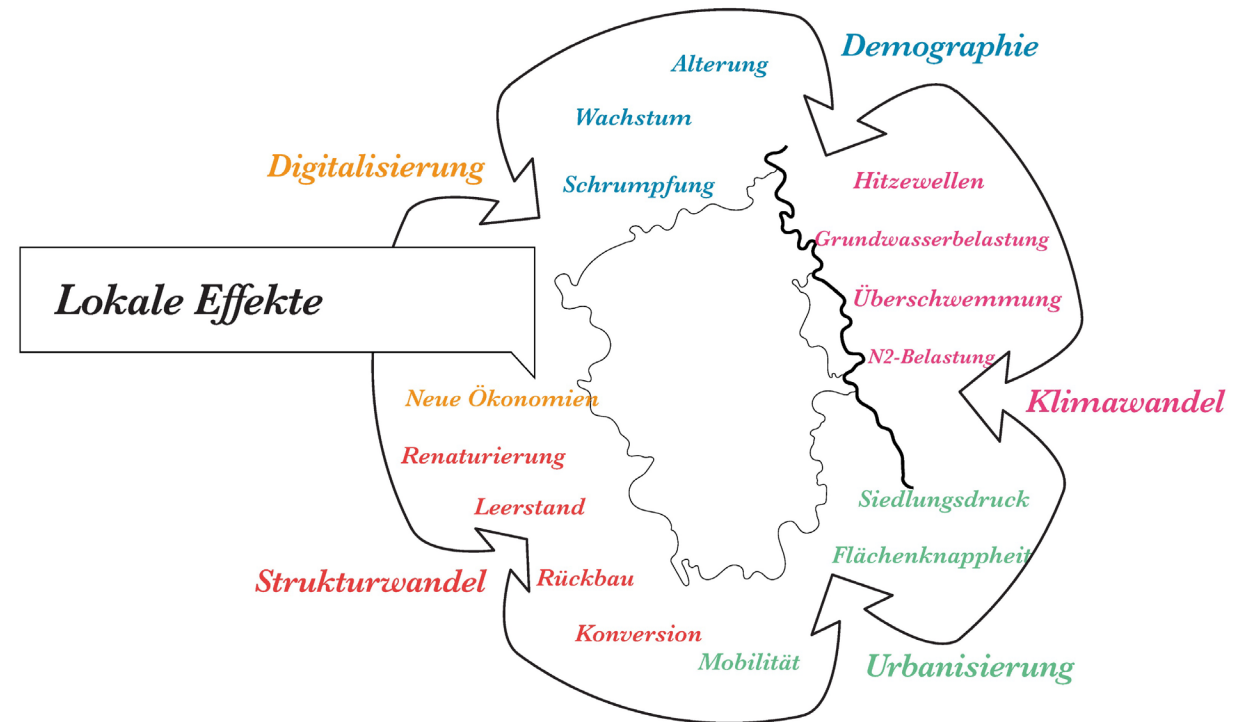 Demographie
Alterung
Wachstum
Digitalisierung
Schrumpfung
Hitzewellen
Grundwasserbelastung
Überschwemmung
N2-Belastung
Klimawandel
Lokale Effekte
Neue Ökonomien
Renaturierung
Leerstand
Strukturwandel
Rückbau
Konversion
Mobilität
Siedlungsdruck
Flächenknappheit
Urbanisierung